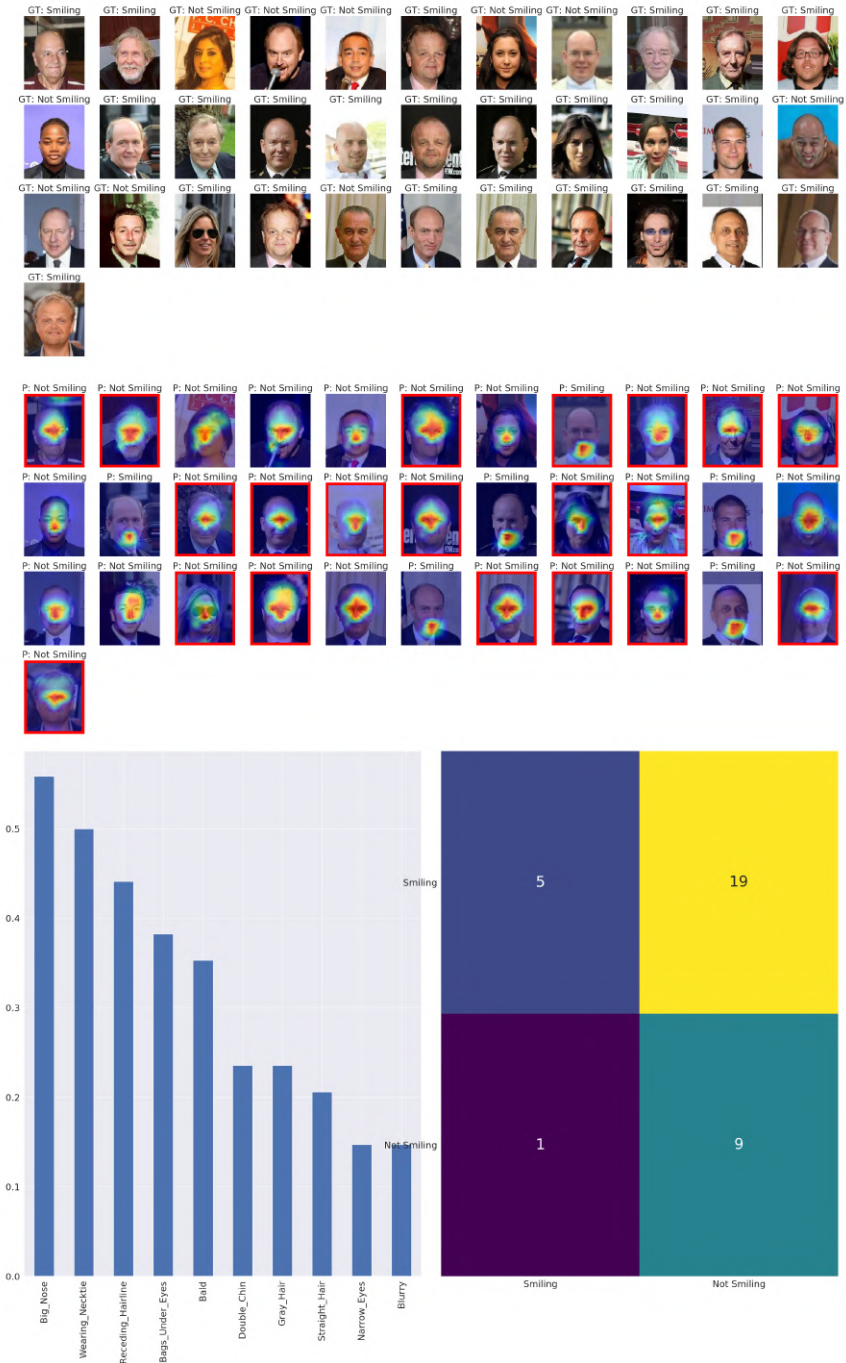 GT: Smiling GT: Smiling GT: Not Smiling GT: Not Smiling GT: Not Smiling GT: Smiling GT: Not Smiling GT: Not Smiling GT: Smiling GT: Smiling GT: Smiling
GT: Not Smiling GT: Smiling GT: Smiling GT: Smiling GT: Smiling GT: Smiling GT: Smiling GT: Smiling GT: Smiling GT: Smiling GT: Not Smiling
GT: Not Smiling GT: Not Smiling GT: Smiling GT: Smiling GT: Not Smiling GT: Smiling GT: Smiling GT: Smiling GT: Smiling GT: Smiling GT: Smiling
GT: Smiling
P: Not Smiling P: Not Smiling P: Not Smiling P: Not Smiling P: Not Smiling P: Not Smiling P: Not Smiling P: Smiling P: Not Smiling P: Not Smiling P: Not Smiling
P: Not Smiling P: Smiling P: Not Smiling P: Not Smiling P: Not Smiling P: Not Smiling P: Smiling P: Not Smiling P: Not Smiling P: Smiling P: Not Smiling
P: Not Smiling P: Not Smiling P: Not Smiling P: Not Smiling P: Not Smiling P: Smiling P: Not Smiling P: Not Smiling P: Not Smiling P: Smiling P: Not Smiling
P: Not Smiling
0.5
0.4
0.3
0.2
0.1
0.0
Big_Nose
Wearing_Necktie
Receding_Hairline
Bags_Under_Eyes
Bald
Double_Chin
Gray_Hair
Straight_Hair
Narrow_Eyes
Blurry
Smiling
5 19
Not Smiling
1 9
Smiling Not Smiling